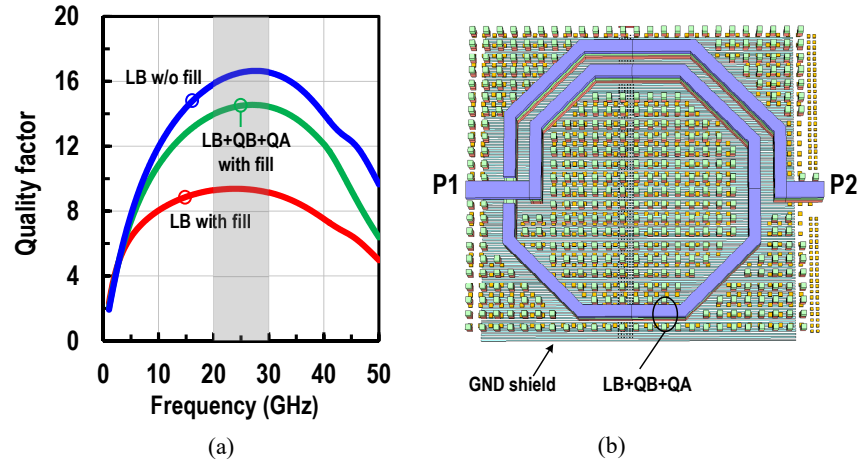 20
16
12
8
4
0
Quality factor
LB w/o fill
LB+QB+QA
with fill
LB with fill
0 10 20 30 40 50
Frequency (GHz)
(a)
P1
P2
GND shield
LB+QB+QA
(b)